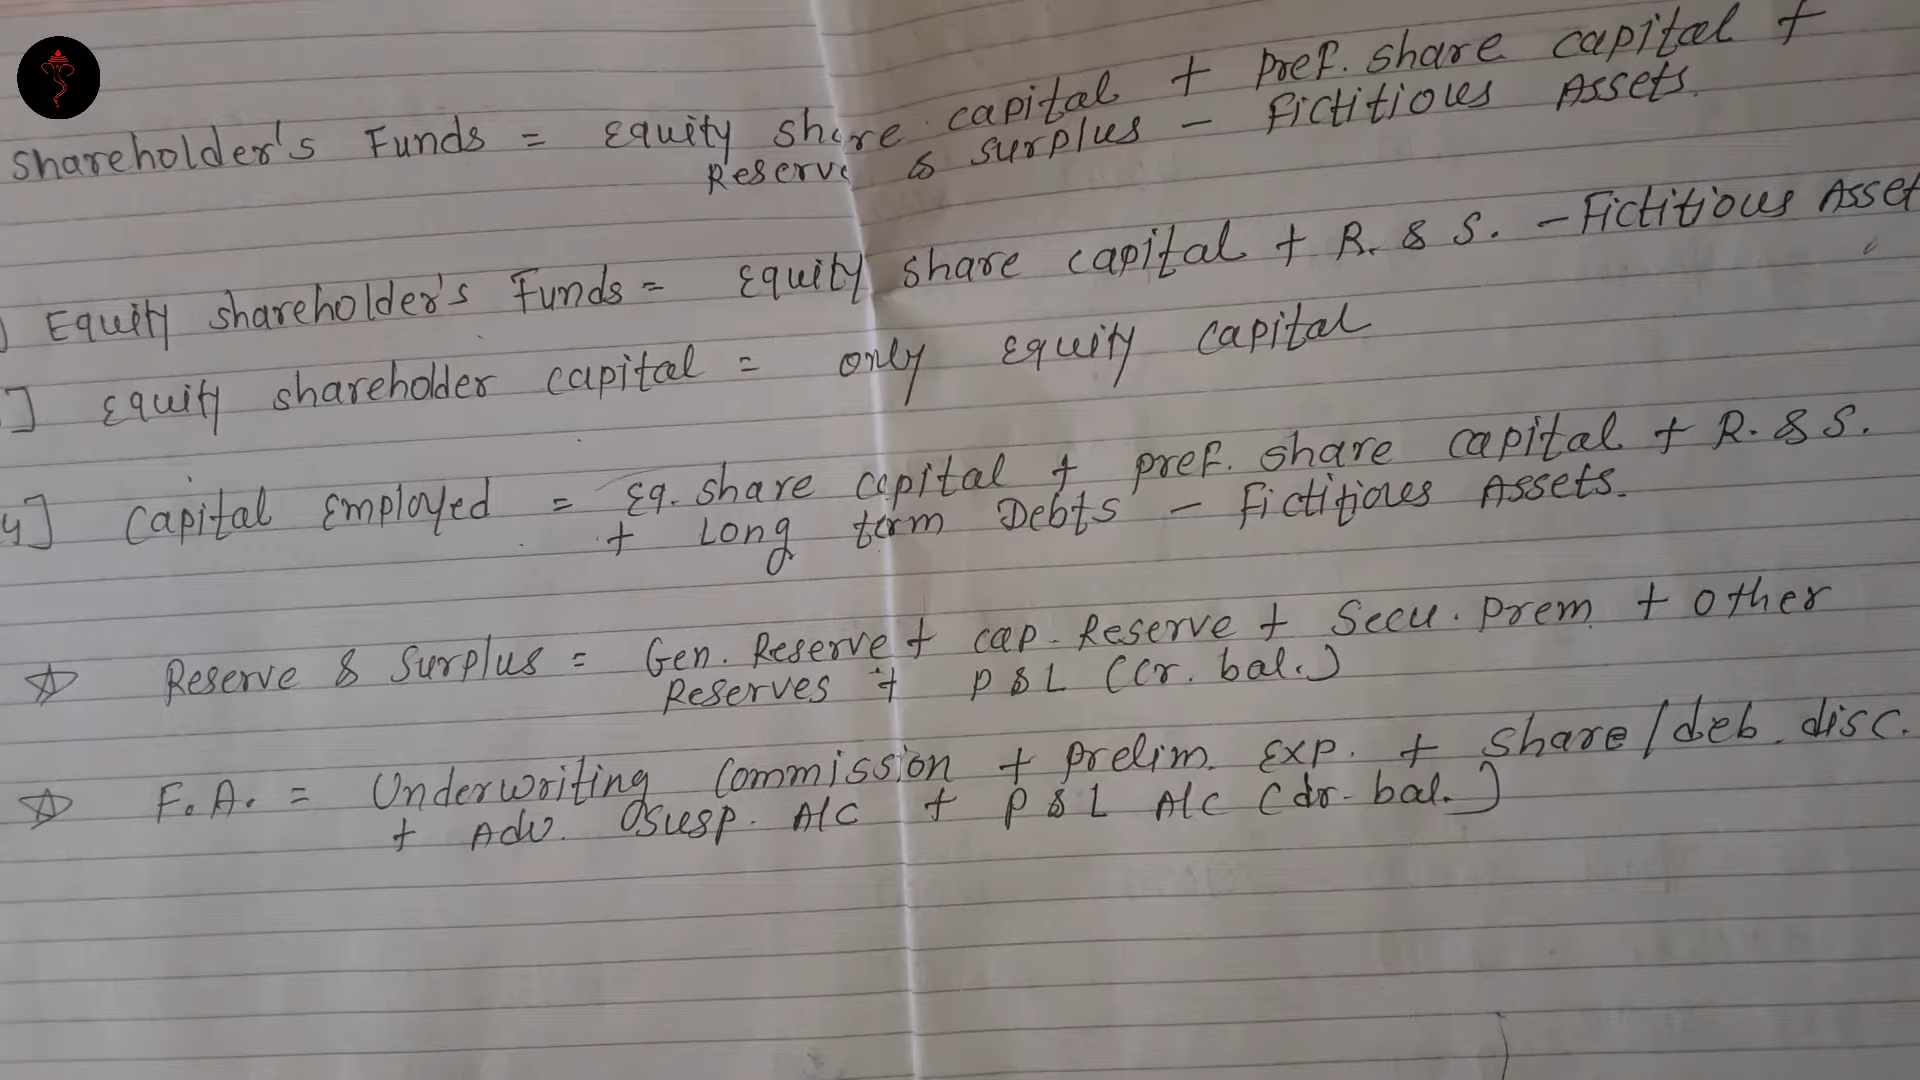 Shareholder's Funds = Equity share capital + Pref. share capital +
Reserve & Surplus - Fictitious Assets.
Equity shareholder's Funds = Equity share capital + R. & S. - Fictitious Asset
] Equity shareholder capital = only Equity capital
4] Capital Employed = Eq. share capital + pref. share capital + R. & S.
+ Long term Debts - Fictitious Assets.
☆ Reserve & Surplus = Gen. Reserve + cap. Reserve + Secu. Prem. + other
Reserves + P & L (cr. bal.)
☆ F.A. = Underwriting Commission + Prelim. Exp. + share/deb. disc.
+ Adv. Susp. A/C + P & L A/C (dr. bal.)